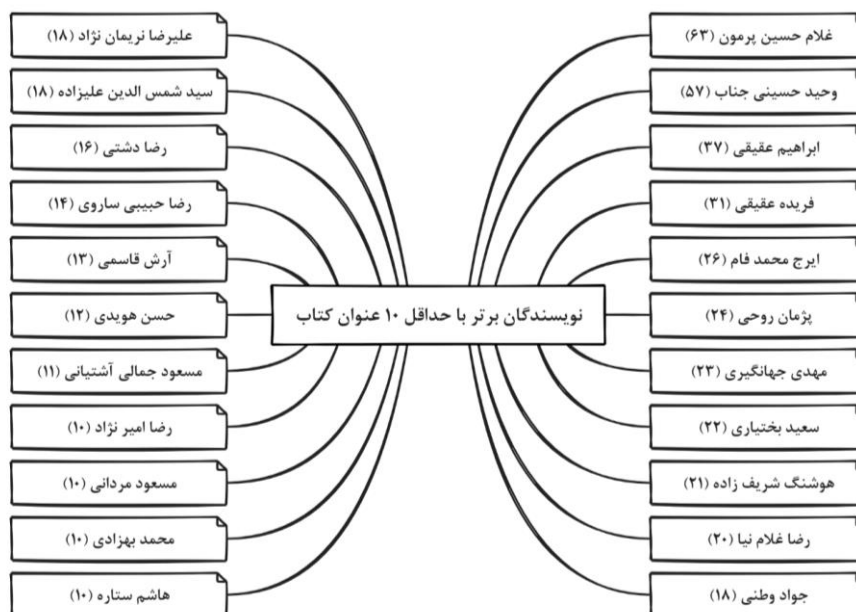 نویسندگان برتر با حداقل ۱۰ عنوان کتاب
غلام حسین پرمون (۶۳)
وحید حسینی جناب (۵۷)
ابراهیم عقیقی (۳۷)
فریده عقیقی (۳۱)
ایرج محمد فام (۲۶)
پژمان روحی (۲۴)
مهدی جهانگیری (۲۳)
سعید بختیاری (۲۲)
هوشنگ شریف زاده (۲۱)
رضا غلام نیا (۲۰)
جواد وطنی (۱۸)
علیرضا نریمان نژاد (۱۸)
سید شمس الدین علیزاده (۱۸)
رضا دشتی (۱۶)
رضا حبیبی ساروی (۱۴)
آرش قاسمی (۱۳)
حسن هویدی (۱۲)
مسعود جمالی آشتیانی (۱۱)
رضا امیر نژاد (۱۰)
مسعود مردانی (۱۰)
محمد بهزادی (۱۰)
هاشم ستاره (۱۰)